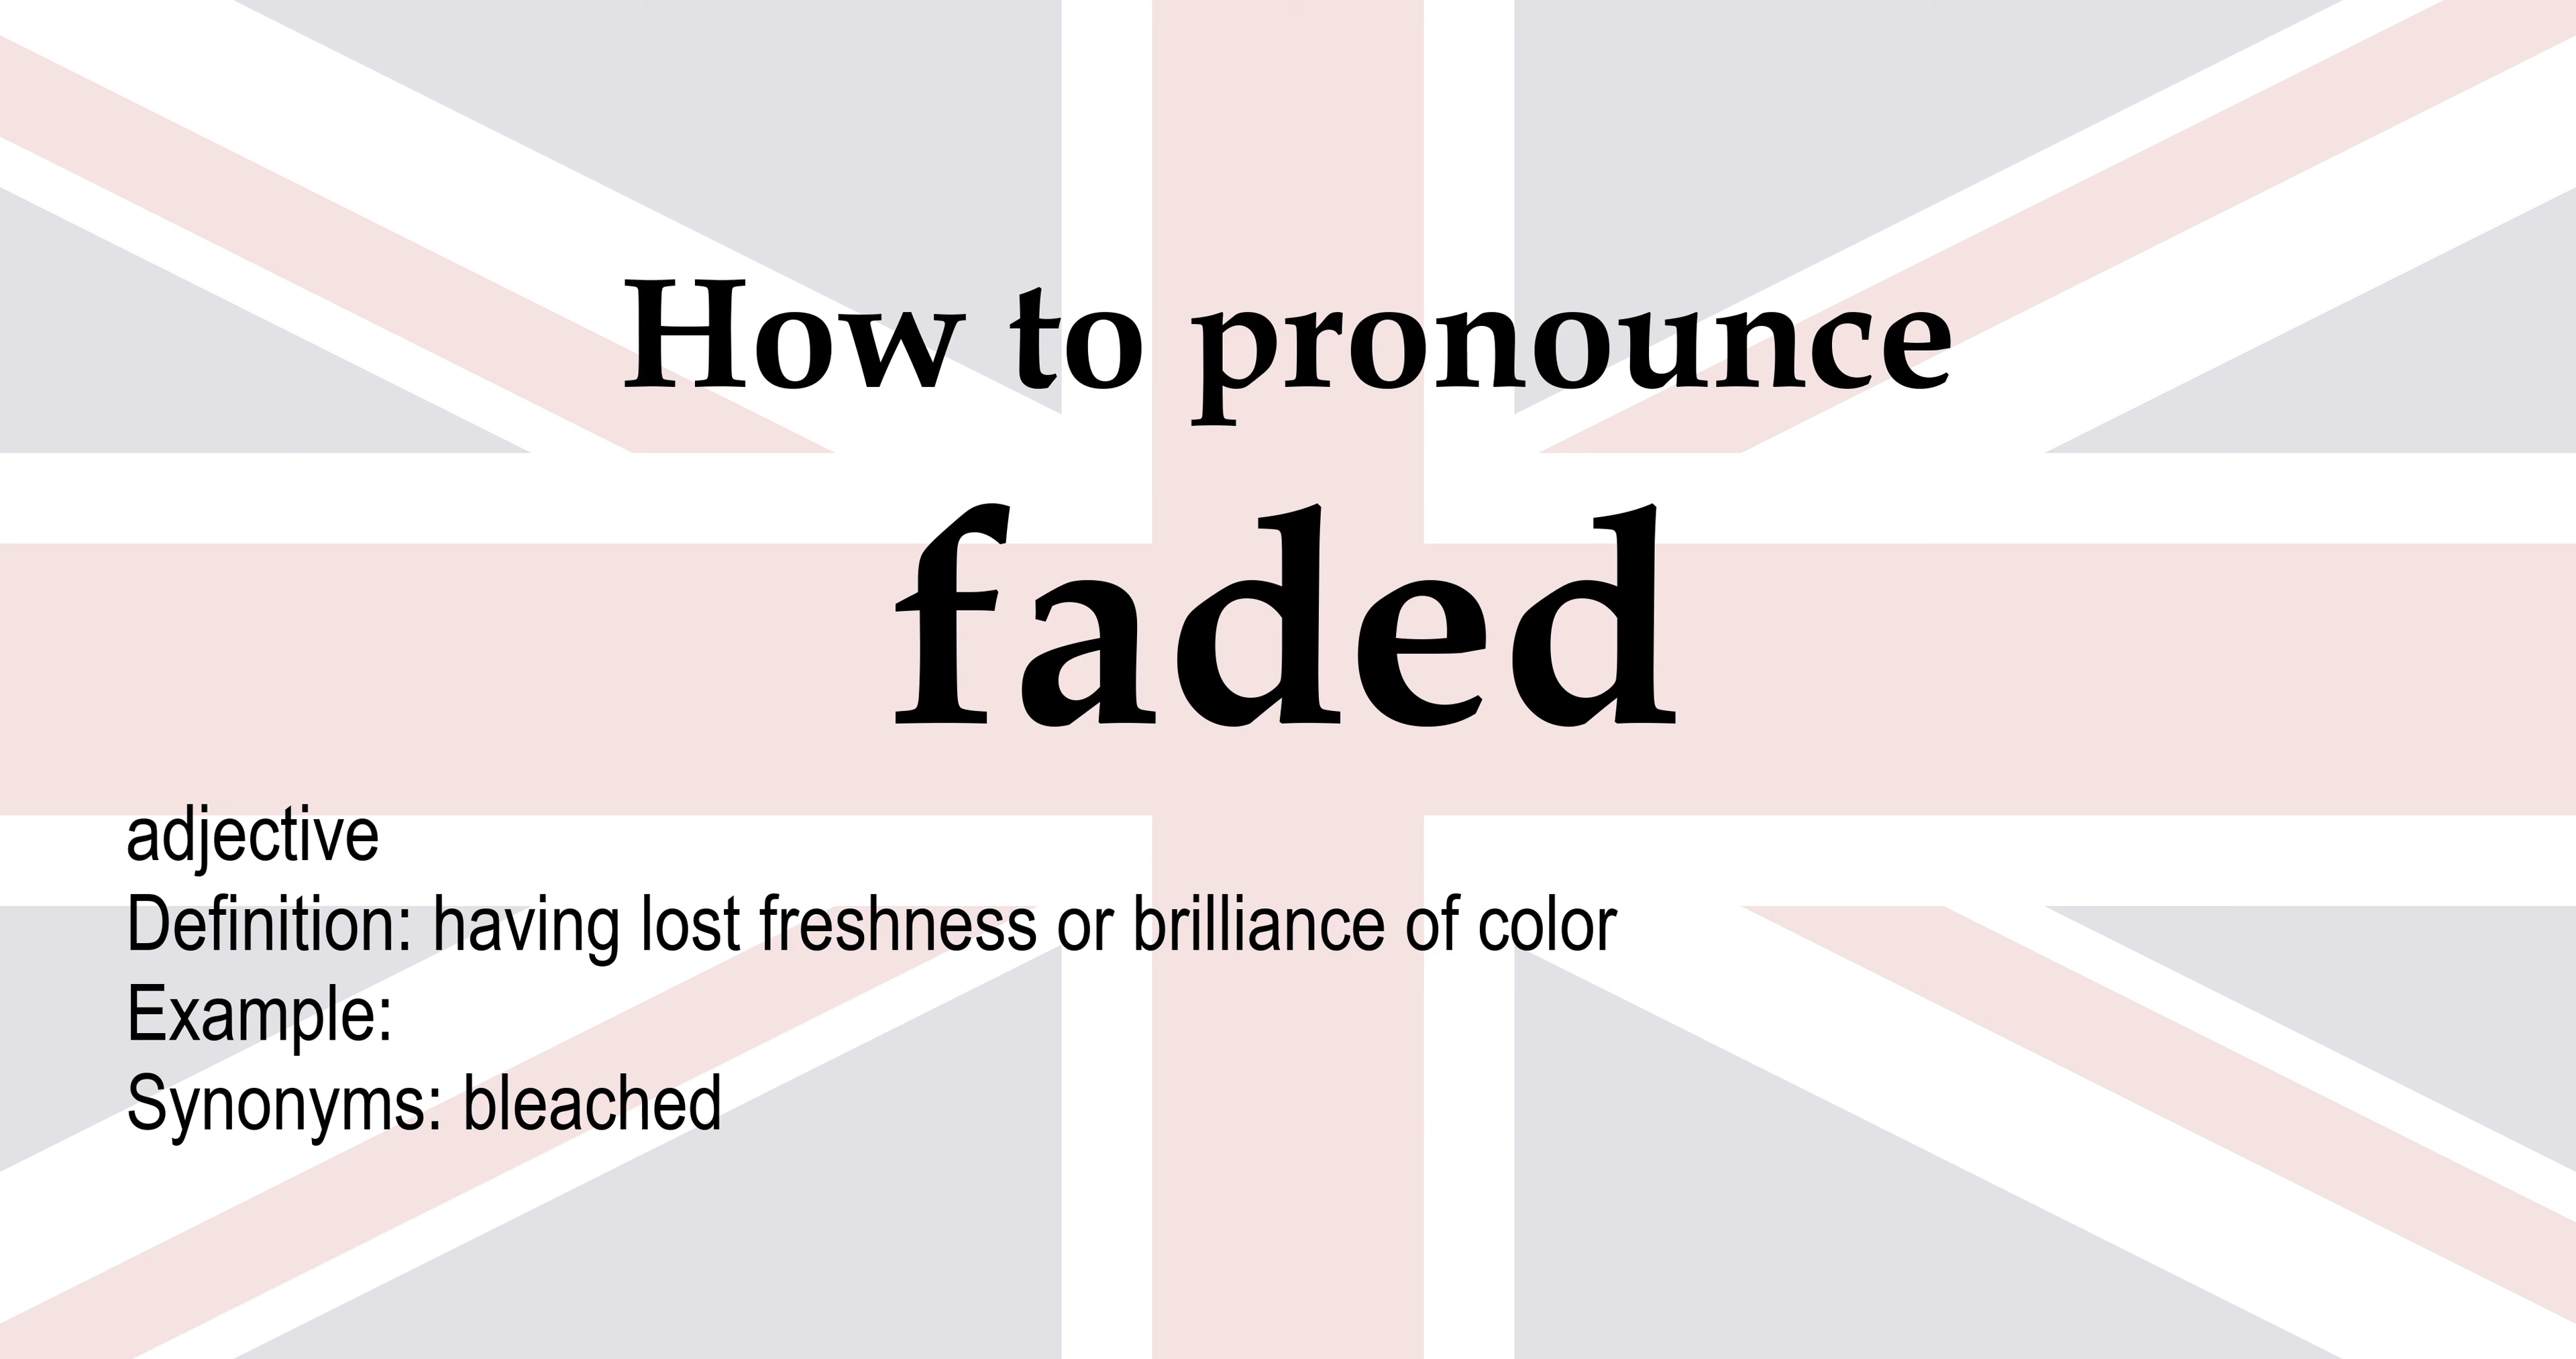 How to pronounce
faded
adjective
Definition: having lost freshness or brilliance of color
Example:
Synonyms: bleached